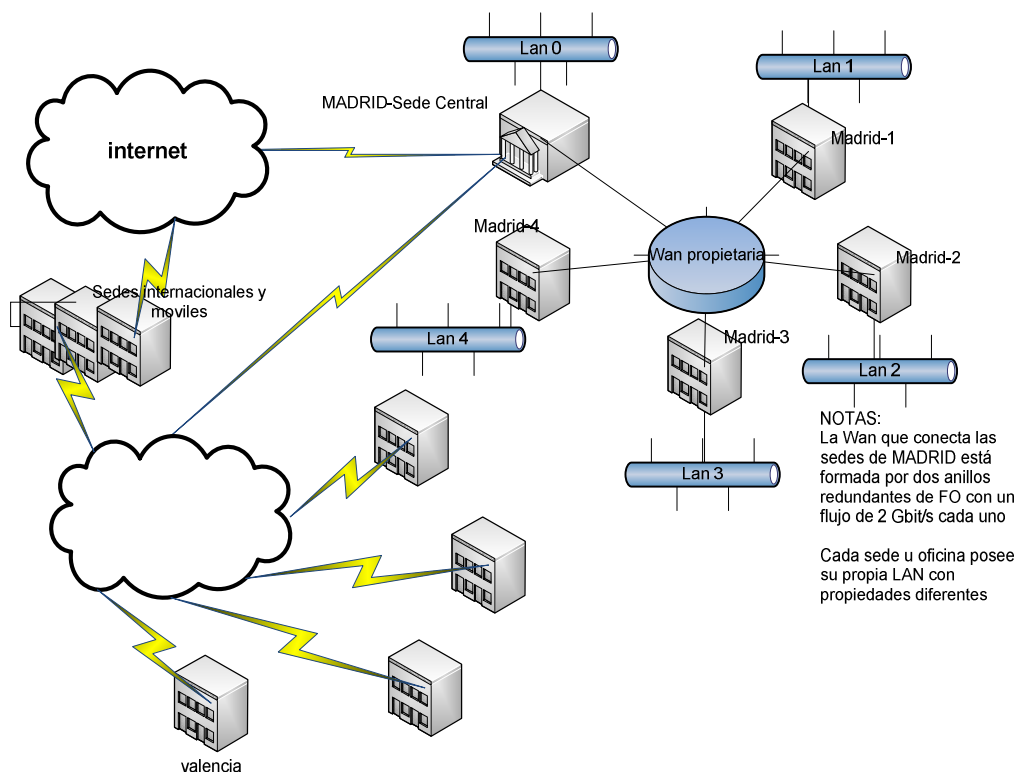 Lan 0
Lan 1
MADRID-Sede Central
Madrid-1
internet
Madrid-4
Wan propietaria
Madrid-2
Sedes internacionales y
moviles
Madrid-3
Lan 4
Lan 2
Lan 3
NOTAS:
La Wan que conecta las
sedes de MADRID está
formada por dos anillos
redundantes de FO con un
flujo de 2 Gbit/s cada uno
Cada sede u oficina posee
su propia LAN con
propiedades diferentes
valencia